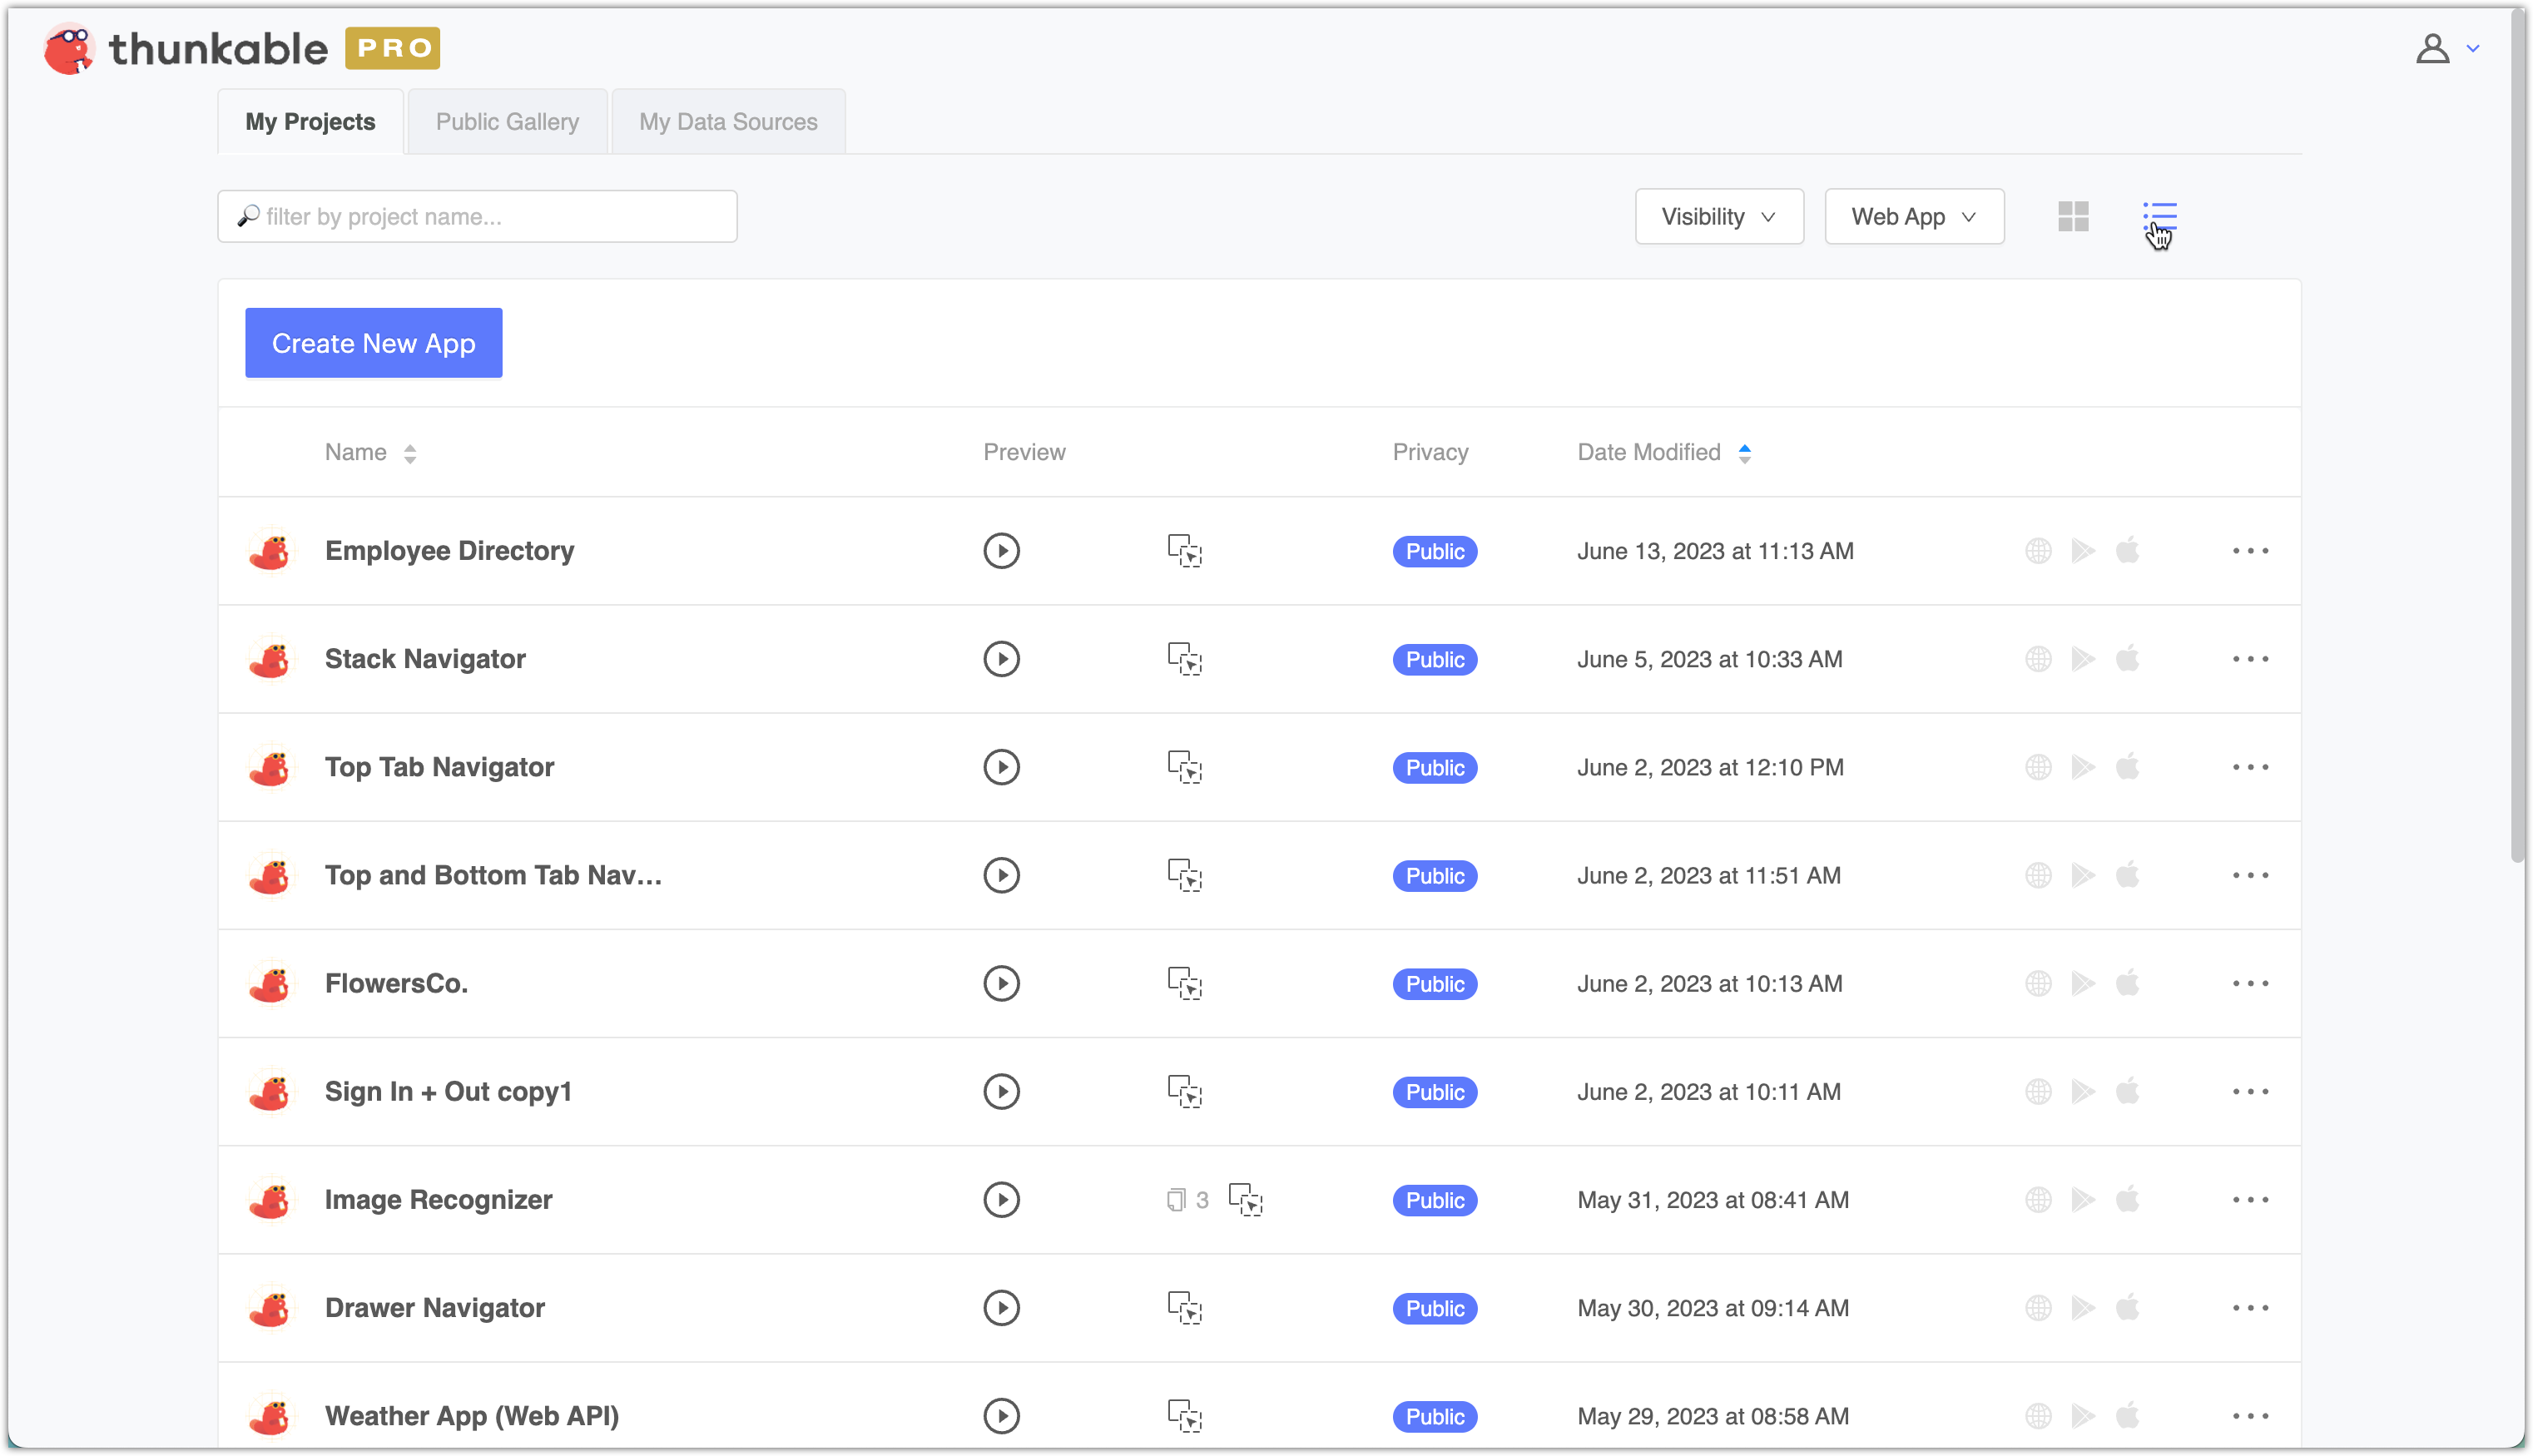 thunkable PRO
My Projects Public Gallery My Data Sources
filter by project name... Visibility Web App
Create New App
Name Preview Privacy Date Modified
Employee Directory Public June 13, 2023 at 11:13 AM
Stack Navigator Public June 5, 2023 at 10:33 AM
Top Tab Navigator Public June 2, 2023 at 12:10 PM
Top and Bottom Tab Nav... Public June 2, 2023 at 11:51 AM
FlowersCo. Public June 2, 2023 at 10:13 AM
Sign In + Out copy1 Public June 2, 2023 at 10:11 AM
Image Recognizer 3 Public May 31, 2023 at 08:41 AM
Drawer Navigator Public May 30, 2023 at 09:14 AM
Weather App (Web API) Public May 29, 2023 at 08:58 AM